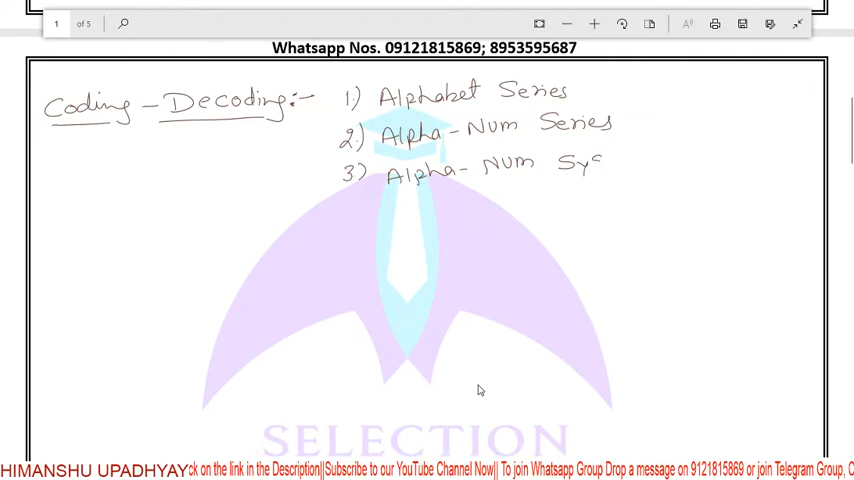 1 of 5
Whatsapp Nos. 09121815869; 8953595687
Coding - Decoding:- 1) Alphabet Series
2.) Alpha - Num Series
3.) Alpha - Num Sy
SELECTION
HIMANSHU UPADHYAY ck on the link in the Description||Subscribe to our YouTube Channel Now|| To join Whatsapp Group Drop a message on 9121815869 or join Telegram Group, C